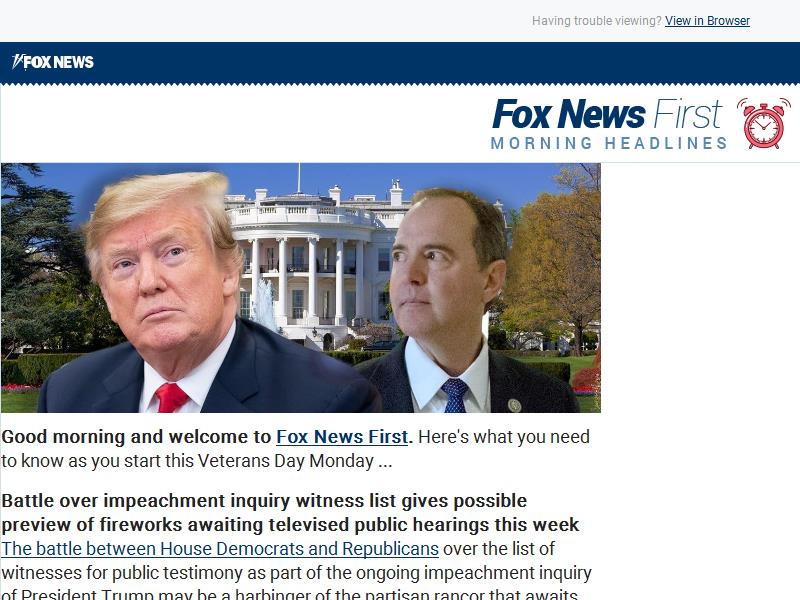 Having trouble viewing? View in Browser
FOX NEWS
Fox News First
MORNING HEADLINES
Good morning and welcome to Fox News First. Here's what you need
to know as you start this Veterans Day Monday ...
Battle over impeachment inquiry witness list gives possible
preview of fireworks awaiting televised public hearings this week
The battle between House Democrats and Republicans over the list of
witnesses for public testimony as part of the ongoing impeachment inquiry
of President Trump may be a harbinger of the partisan rancor that awaits